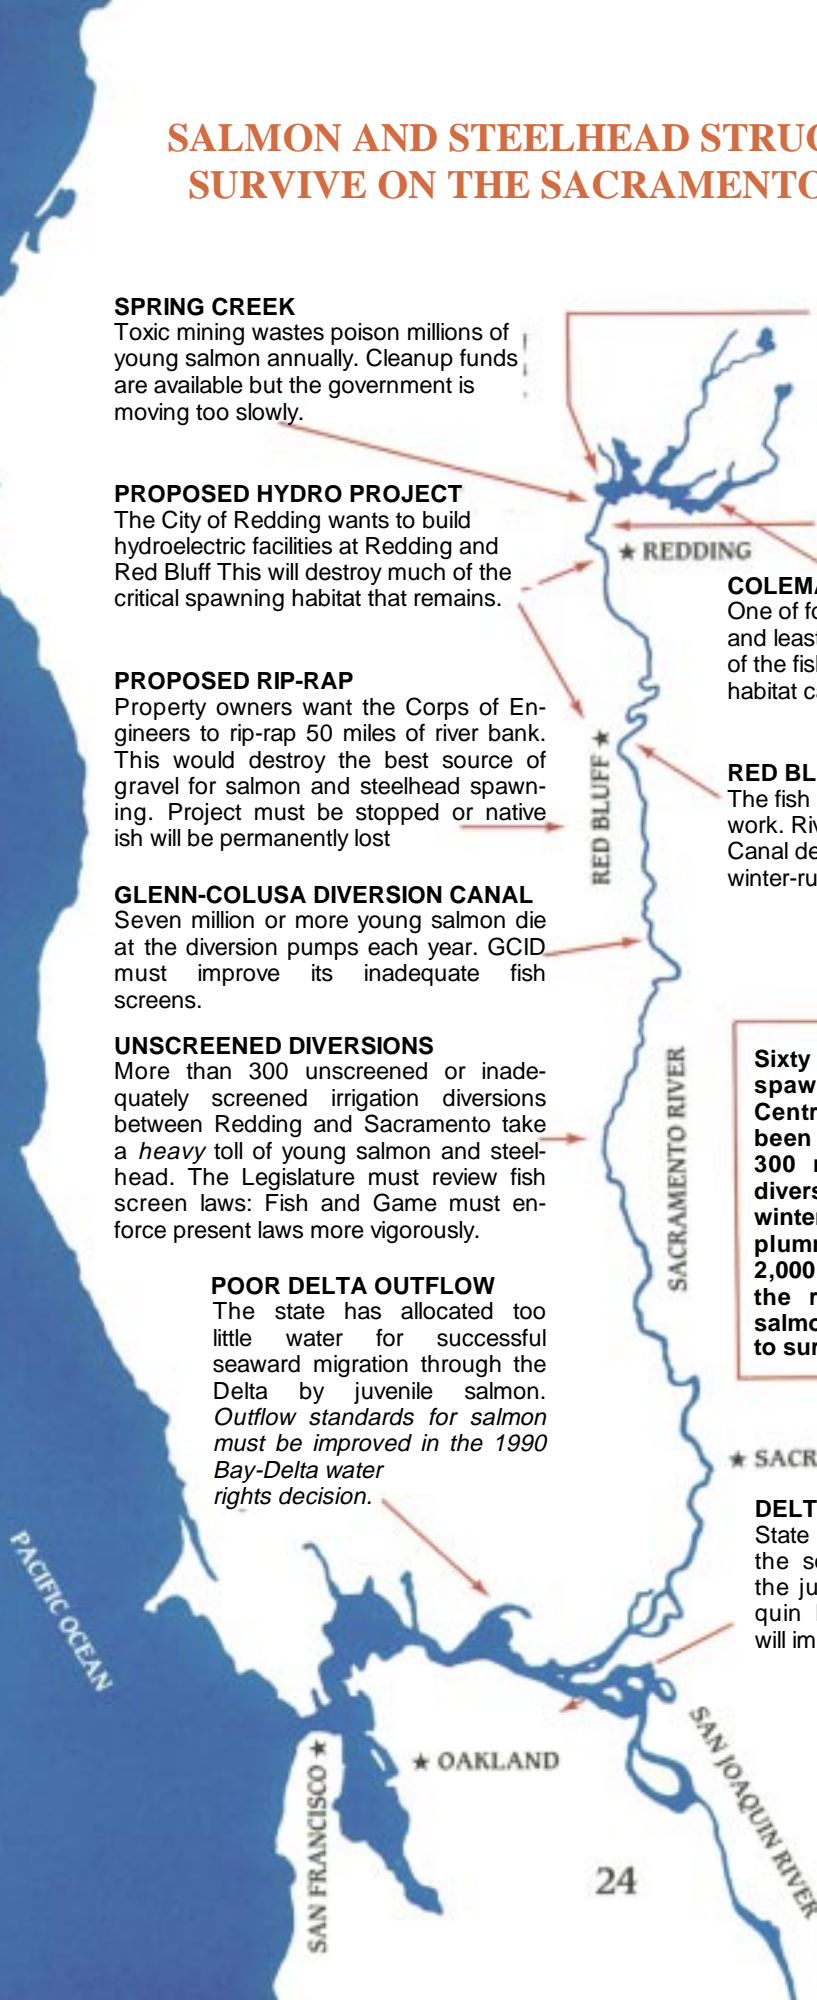 SALMON AND STEELHEAD
SURVIVE ON THE SACRAMENTO
SPRING CREEK
Toxic mining wastes poison millions of
young salmon annually. Cleanup funds
are available but the government is
moving too slowly.
PROPOSED HYDRO PROJECT
The City of Redding wants to build
hydroelectric facilities at Redding and
Red Bluff This will destroy much of the
critical spawning habitat that remains.
PROPOSED RIP-RAP
Property owners want the Corps of En-
gineers to rip-rap 50 miles of river bank.
This would destroy the best source of
gravel for salmon and steelhead spawn-
ing. Project must be stopped or native
ish will be permanently lost
GLENN-COLUSA DIVERSION CANAL
Seven million or more young salmon die
at the diversion pumps each year. GCID
must improve its inadequate fish
screens.
UNSCREENED DIVERSIONS
More than 300 unscreened or inade-
quately screened irrigation diversions
between Redding and Sacramento take
a heavy toll of young salmon and steel-
head. The Legislature must review fish
screen laws: Fish and Game must en-
force present laws more vigorously.
POOR DELTA OUTFLOW
The state has allocated too
little water for successful
seaward migration through the
Delta by juvenile salmon.
Outflow standards for salmon
must be improved in the 1990
Bay-Delta water
rights decision.
★ REDDING
COLEMA
One of fo
and least
of the fis
habitat c
RED BLUFF ★
RED BL
The fish
work. Riv
Canal de
winter-ru
SACRAMENTO RIVER
Sixty
spaw
Centr
been
300
divers
winter
plum
2,000
the
salmo
to sur
★ SACR
DELT
State
the
the ju
quin
will im
PACIFIC OCEAN
SAN FRANCISCO ★
★ OAKLAND
SAN JOAQUIN RIVER
24